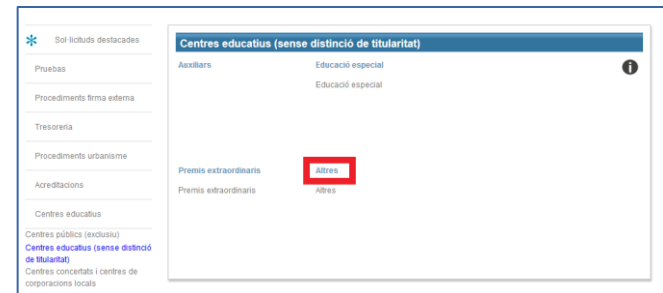 Sol·licituds destacades
Pruebas
Procediments firma externa
Tresoreria
Procediments urbanisme
Acreditacions
Centres educatius
Centres públics (exclusiu)
Centres educatius (sense distinció
de titularitat)
Centres concertats i centres de
corporacions locals
Centres educatius (sense distinció de titularitat)
Auxiliars
Educació especial
Educació especial
Premis extraordinaris
Altres
Premis extraordinaris
Altres